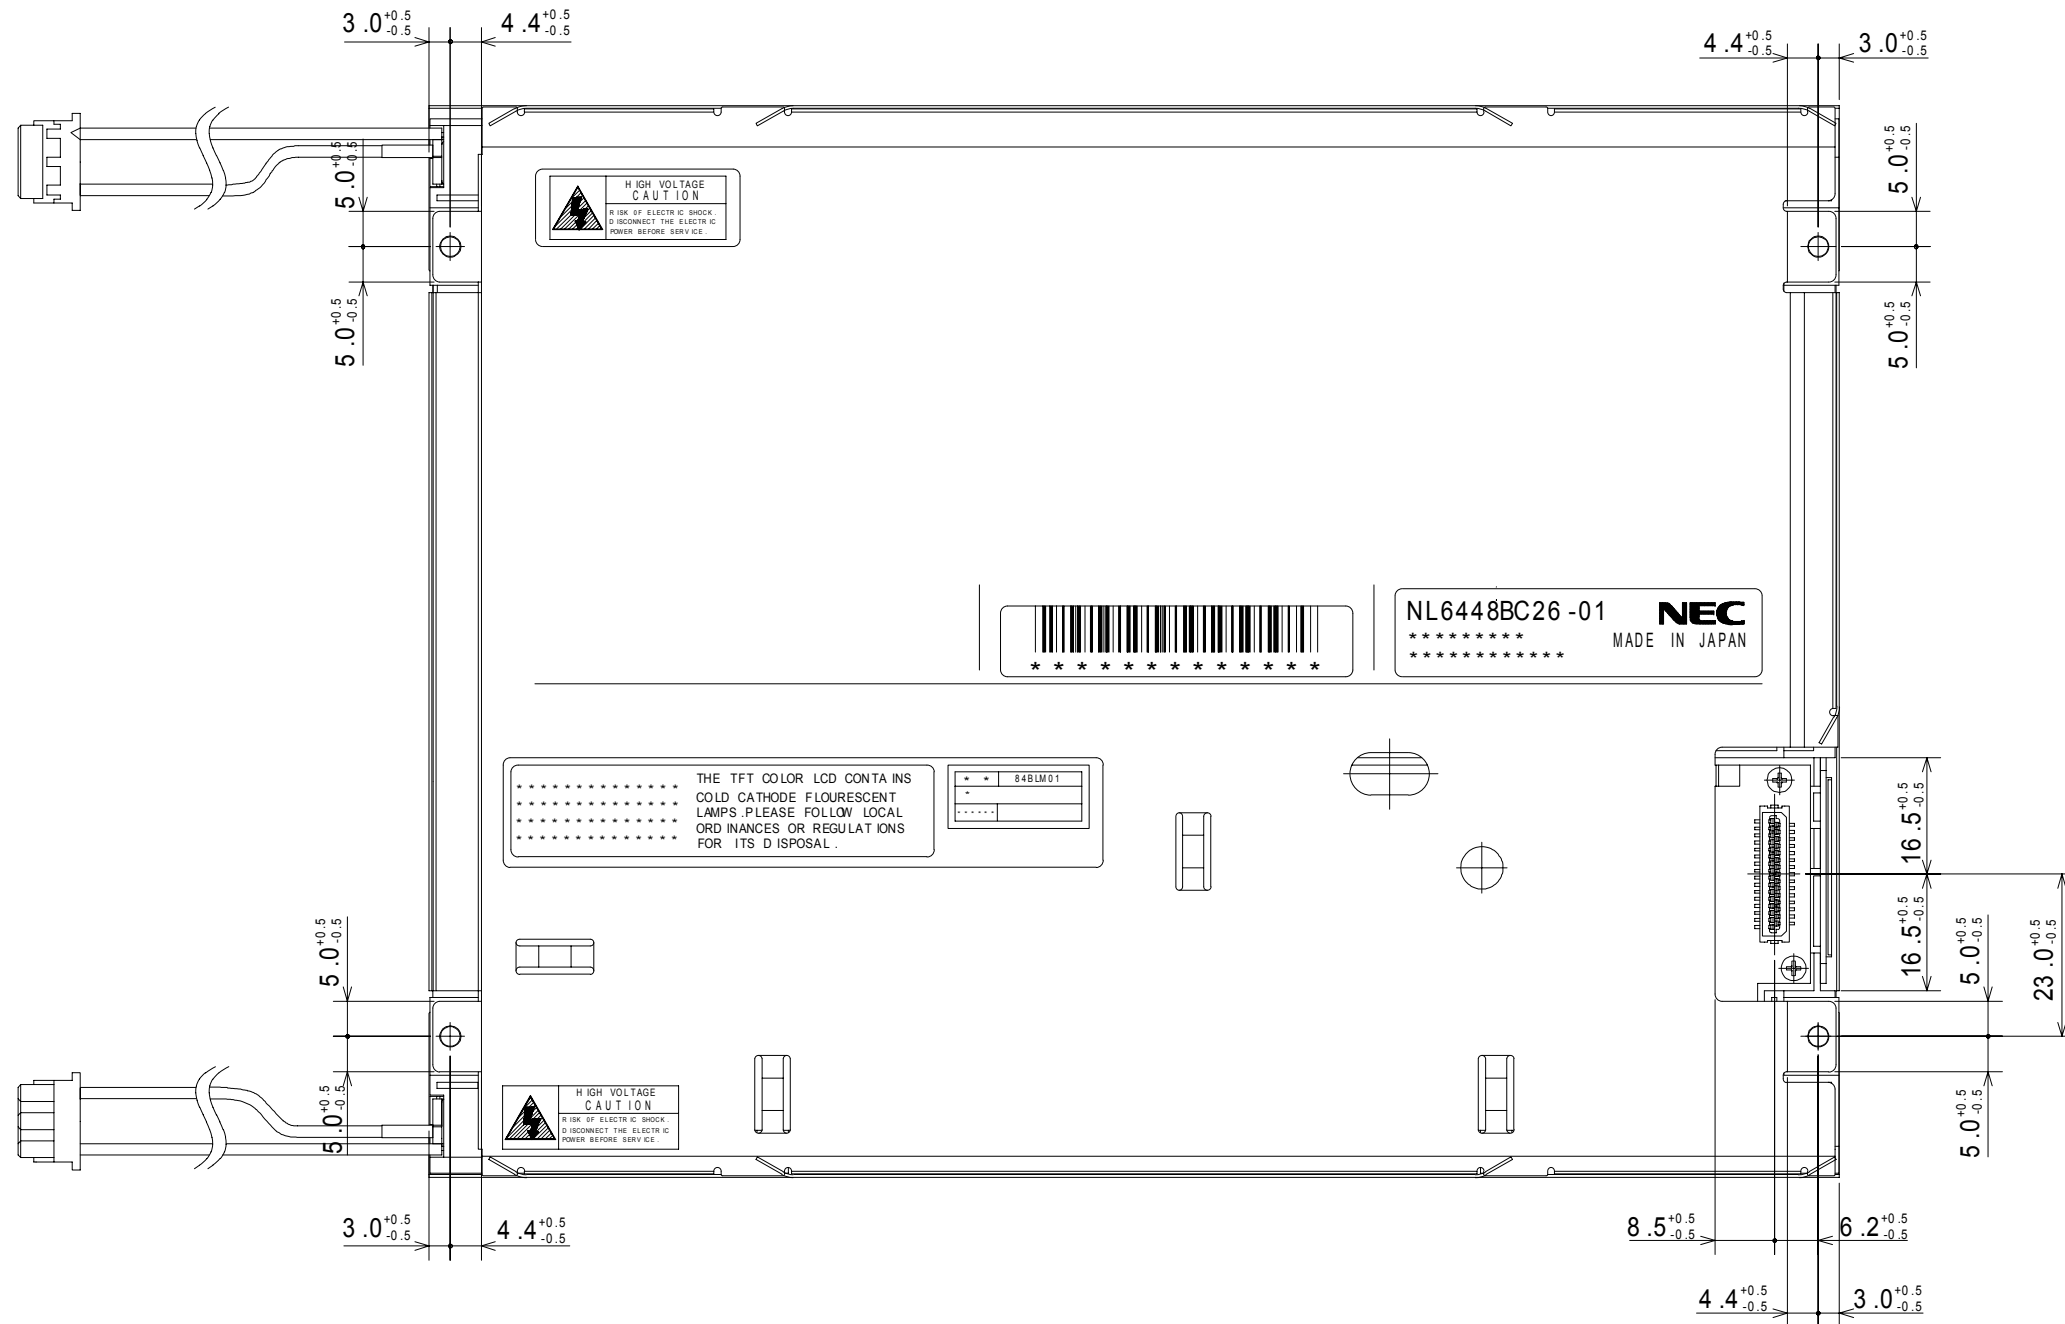 3.0+0.5-0.5 4.4+0.5-0.5
4.4+0.5-0.5 3.0+0.5-0.5
5.0+0.5-0.5
5.0+0.5-0.5
HIGH VOLTAGE
CAUTION
RISK OF ELECTRIC SHOCK.
DISCONNECT THE ELECTRIC
POWER BEFORE SERVICE.
5.0+0.5-0.5
5.0+0.5-0.5
NL6448BC26-01 NEC
* * * * * * * * * MADE IN JAPAN
* * * * * * * * * * * *
* * * * * * * * * * * * *
THE TFT COLOR LCD CONTAINS
COLD CATHODE FLOURESCENT
LAMPS.PLEASE FOLLOW LOCAL
ORDINANCES OR REGULATIONS
FOR ITS DISPOSAL.
* * * * * * * * * * * * * *
* * * * * * * * * * * * * *
* * * * * * * * * * * * * *
* * * * * * * * * * * * * *
* * 84BLM01
*
------
16.5+0.5-0.5
16.5+0.5-0.5
5.0+0.5-0.5
5.0+0.5-0.5
23.0+0.5-0.5
5.0+0.5-0.5
5.0+0.5-0.5
HIGH VOLTAGE
CAUTION
RISK OF ELECTRIC SHOCK.
DISCONNECT THE ELECTRIC
POWER BEFORE SERVICE.
3.0+0.5-0.5 4.4+0.5-0.5
8.5+0.5-0.5 6.2+0.5-0.5
4.4+0.5-0.5 3.0+0.5-0.5